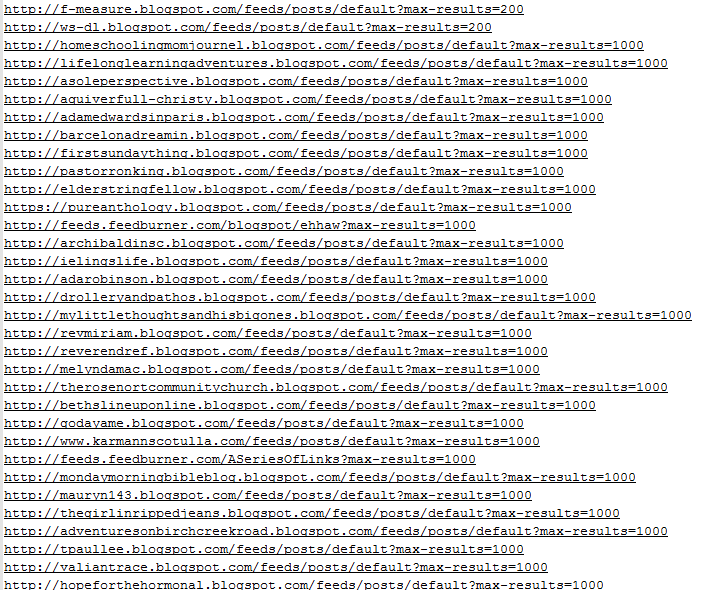 http://f-measure.blogspot.com/feeds/posts/default?max-results=200
http://ws-dl.blogspot.com/feeds/posts/default?max-results=200
http://homeschoolingmomjournel.blogspot.com/feeds/posts/default?max-results=1000
http://lifelonglearningadventures.blogspot.com/feeds/posts/default?max-results=1000
http://asoleperspective.blogspot.com/feeds/posts/default?max-results=1000
http://aquiverfull-christy.blogspot.com/feeds/posts/default?max-results=1000
http://adamedwardsinparis.blogspot.com/feeds/posts/default?max-results=1000
http://barcelonadreamin.blogspot.com/feeds/posts/default?max-results=1000
http://firstsundaything.blogspot.com/feeds/posts/default?max-results=1000
http://pastorronking.blogspot.com/feeds/posts/default?max-results=1000
http://elderstringfellow.blogspot.com/feeds/posts/default?max-results=1000
https://pureanthology.blogspot.com/feeds/posts/default?max-results=1000
http://feeds.feedburner.com/blogspot/ehhaw?max-results=1000
http://archibaldinsc.blogspot.com/feeds/posts/default?max-results=1000
http://ielingslife.blogspot.com/feeds/posts/default?max-results=1000
http://adarobinson.blogspot.com/feeds/posts/default?max-results=1000
http://drolleryandpathos.blogspot.com/feeds/posts/default?max-results=1000
http://mylittlethoughtsandhisbigones.blogspot.com/feeds/posts/default?max-results=1000
http://revmiriam.blogspot.com/feeds/posts/default?max-results=1000
http://reverendref.blogspot.com/feeds/posts/default?max-results=1000
http://melyndamac.blogspot.com/feeds/posts/default?max-results=1000
http://therosenortcommunitychurch.blogspot.com/feeds/posts/default?max-results=1000
http://bethslineuponline.blogspot.com/feeds/posts/default?max-results=1000
http://godayame.blogspot.com/feeds/posts/default?max-results=1000
http://www.karmannscotulla.com/feeds/posts/default?max-results=1000
http://feeds.feedburner.com/ASeriesOfLinks?max-results=1000
http://mondaymorningbibleblog.blogspot.com/feeds/posts/default?max-results=1000
http://mauryn143.blogspot.com/feeds/posts/default?max-results=1000
http://thegirlinrippedjeans.blogspot.com/feeds/posts/default?max-results=1000
http://adventuresonbirchcreekroad.blogspot.com/feeds/posts/default?max-results=1000
http://tpaullee.blogspot.com/feeds/posts/default?max-results=1000
http://valiantrace.blogspot.com/feeds/posts/default?max-results=1000
http://hopeforthehormonal.blogspot.com/feeds/posts/default?max-results=1000